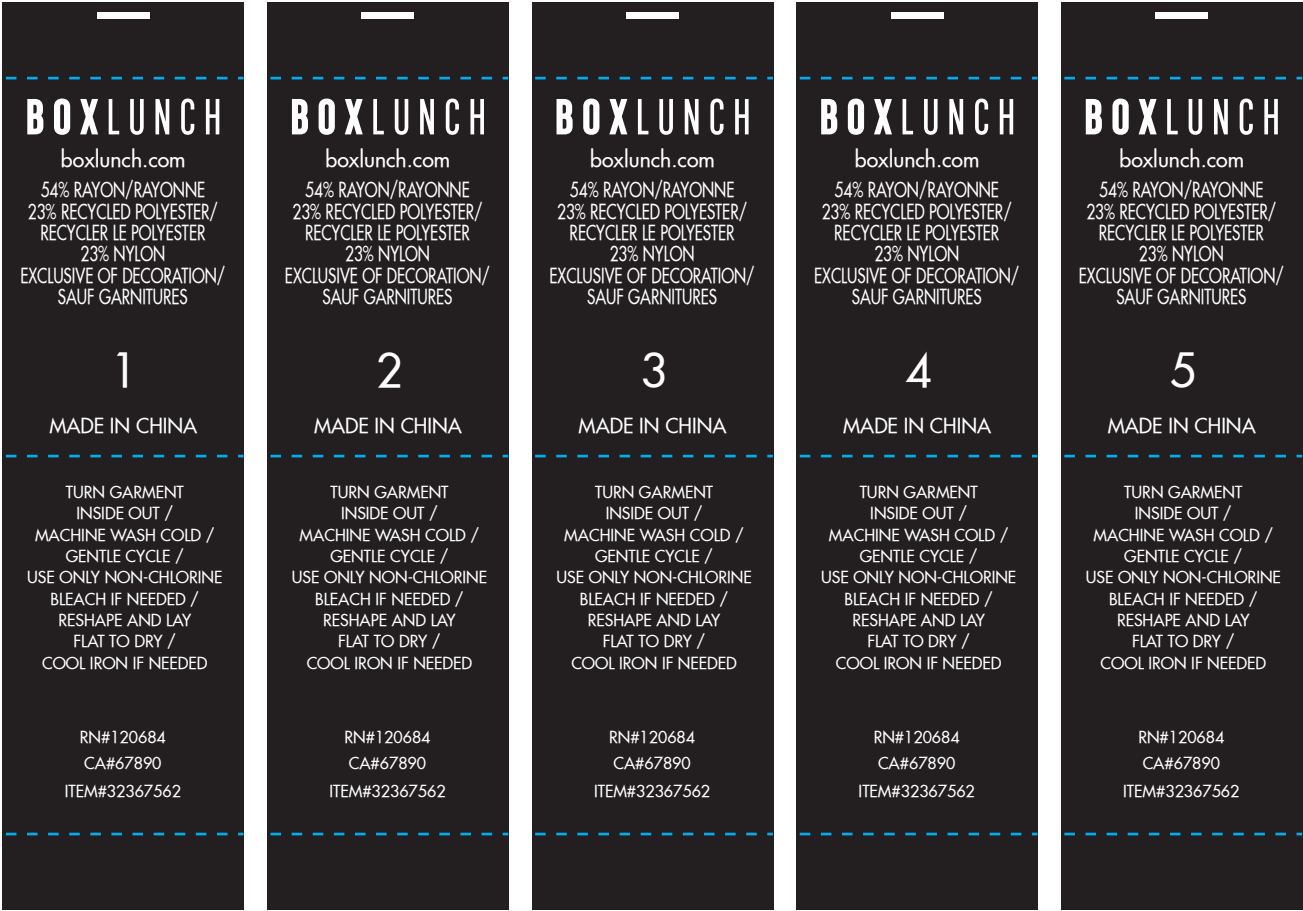 BOXLUNCH
boxlunch.com
54% RAYON/RAYONNE
23% RECYCLED POLYESTER/
RECYCLER LE POLYESTER
23% NYLON
EXCLUSIVE OF DECORATION/
SAUF GARNITURES
1
MADE IN CHINA
TURN GARMENT
INSIDE OUT /
MACHINE WASH COLD /
GENTLE CYCLE /
USE ONLY NON-CHLORINE
BLEACH IF NEEDED /
RESHAPE AND LAY
FLAT TO DRY /
COOL IRON IF NEEDED
RN#120684
CA#67890
ITEM#32367562
BOXLUNCH
boxlunch.com
54% RAYON/RAYONNE
23% RECYCLED POLYESTER/
RECYCLER LE POLYESTER
23% NYLON
EXCLUSIVE OF DECORATION/
SAUF GARNITURES
2
MADE IN CHINA
TURN GARMENT
INSIDE OUT /
MACHINE WASH COLD /
GENTLE CYCLE /
USE ONLY NON-CHLORINE
BLEACH IF NEEDED /
RESHAPE AND LAY
FLAT TO DRY /
COOL IRON IF NEEDED
RN#120684
CA#67890
ITEM#32367562
BOXLUNCH
boxlunch.com
54% RAYON/RAYONNE
23% RECYCLED POLYESTER/
RECYCLER LE POLYESTER
23% NYLON
EXCLUSIVE OF DECORATION/
SAUF GARNITURES
3
MADE IN CHINA
TURN GARMENT
INSIDE OUT /
MACHINE WASH COLD /
GENTLE CYCLE /
USE ONLY NON-CHLORINE
BLEACH IF NEEDED /
RESHAPE AND LAY
FLAT TO DRY /
COOL IRON IF NEEDED
RN#120684
CA#67890
ITEM#32367562
BOXLUNCH
boxlunch.com
54% RAYON/RAYONNE
23% RECYCLED POLYESTER/
RECYCLER LE POLYESTER
23% NYLON
EXCLUSIVE OF DECORATION/
SAUF GARNITURES
4
MADE IN CHINA
TURN GARMENT
INSIDE OUT /
MACHINE WASH COLD /
GENTLE CYCLE /
USE ONLY NON-CHLORINE
BLEACH IF NEEDED /
RESHAPE AND LAY
FLAT TO DRY /
COOL IRON IF NEEDED
RN#120684
CA#67890
ITEM#32367562
BOXLUNCH
boxlunch.com
54% RAYON/RAYONNE
23% RECYCLED POLYESTER/
RECYCLER LE POLYESTER
23% NYLON
EXCLUSIVE OF DECORATION/
SAUF GARNITURES
5
MADE IN CHINA
TURN GARMENT
INSIDE OUT /
MACHINE WASH COLD /
GENTLE CYCLE /
USE ONLY NON-CHLORINE
BLEACH IF NEEDED /
RESHAPE AND LAY
FLAT TO DRY /
COOL IRON IF NEEDED
RN#120684
CA#67890
ITEM#32367562